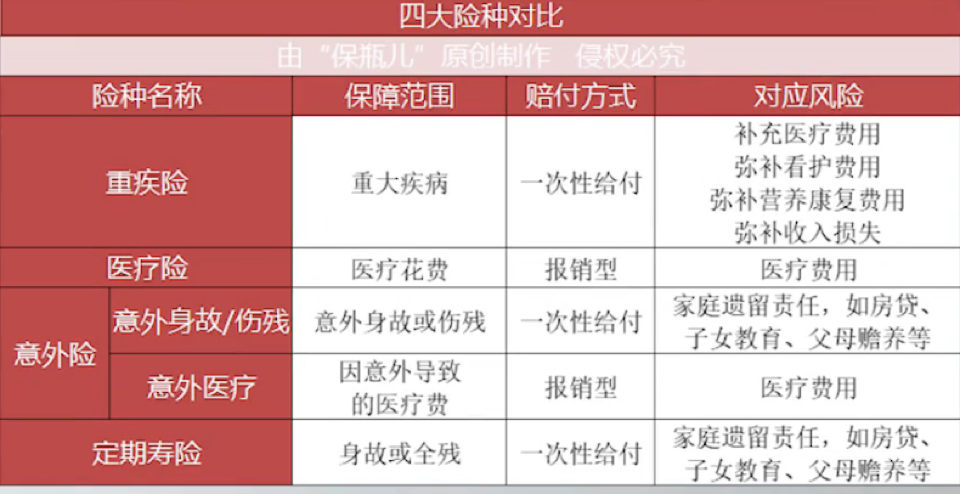 四大险种对比
由“保瓶儿”原创制作 侵权必究
险种名称 保障范围 赔付方式 对应风险
重疾险 重大疾病 一次性给付 补充医疗费用
弥补看护费用
弥补营养康复费用
弥补收入损失
医疗险 医疗花费 报销型 医疗费用
意外险 意外身故/伤残 意外身故或伤残 一次性给付 家庭遗留责任，如房贷、
子女教育、父母赡养等
意外医疗 因意外导致
的医疗费 报销型 医疗费用
定期寿险 身故或全残 一次性给付 家庭遗留责任，如房贷、
子女教育、父母赡养等